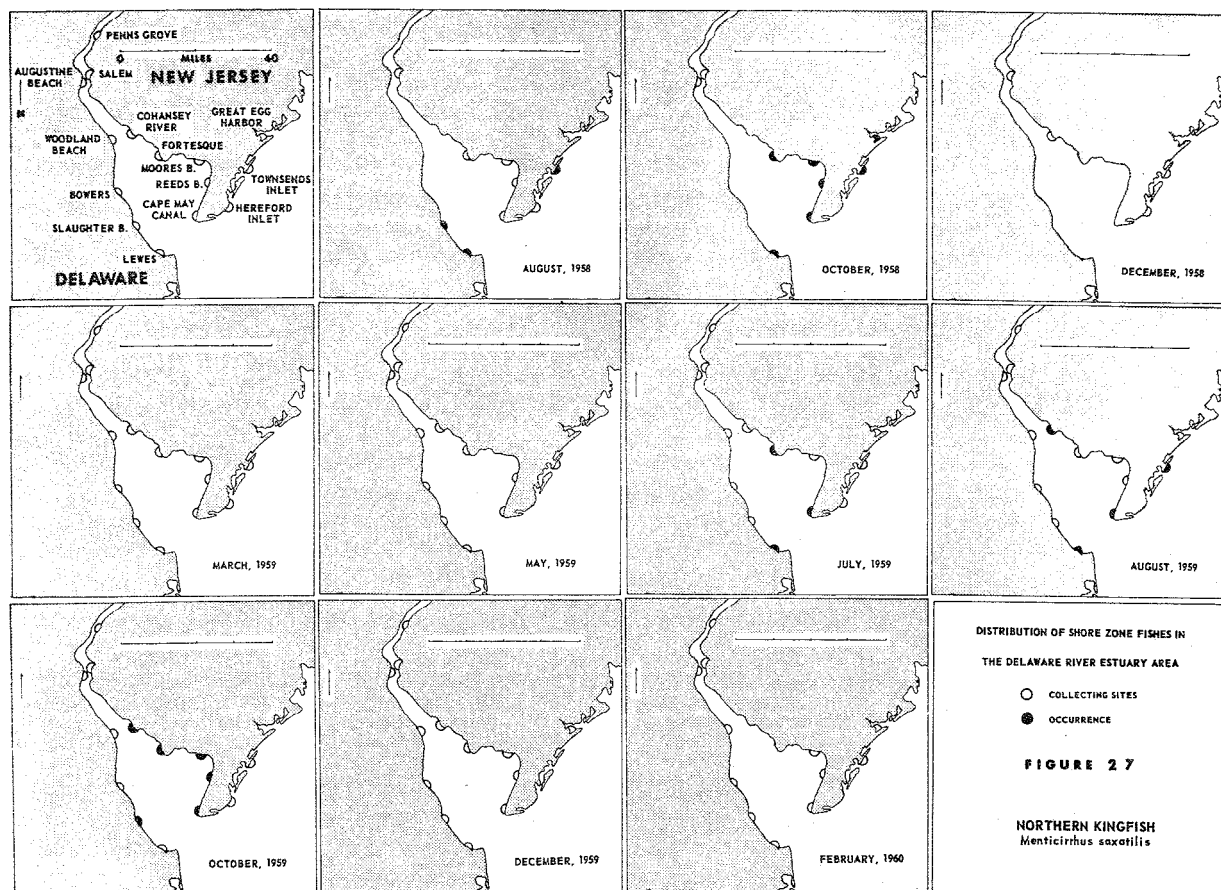 PENNS GROVE
0 MILES 40
AUGUSTINE BEACH
SALEM
NEW JERSEY
COHANSEY RIVER
GREAT EGG HARBOR
WOODLAND BEACH
FORTESQUE
MOORES B.
REEDS B.
TOWNSENDS INLET
BOWERS
CAPE MAY CANAL
HEREFORD INLET
SLAUGHTER B.
LEWES
DELAWARE
AUGUST, 1958
OCTOBER, 1958
DECEMBER, 1958
MARCH, 1959
MAY, 1959
JULY, 1959
AUGUST, 1959
OCTOBER, 1959
DECEMBER, 1959
FEBRUARY, 1960
DISTRIBUTION OF SHORE ZONE FISHES IN
THE DELAWARE RIVER ESTUARY AREA
COLLECTING SITES
OCCURRENCE
FIGURE 27
NORTHERN KINGFISH
Menticirrhus saxatilis